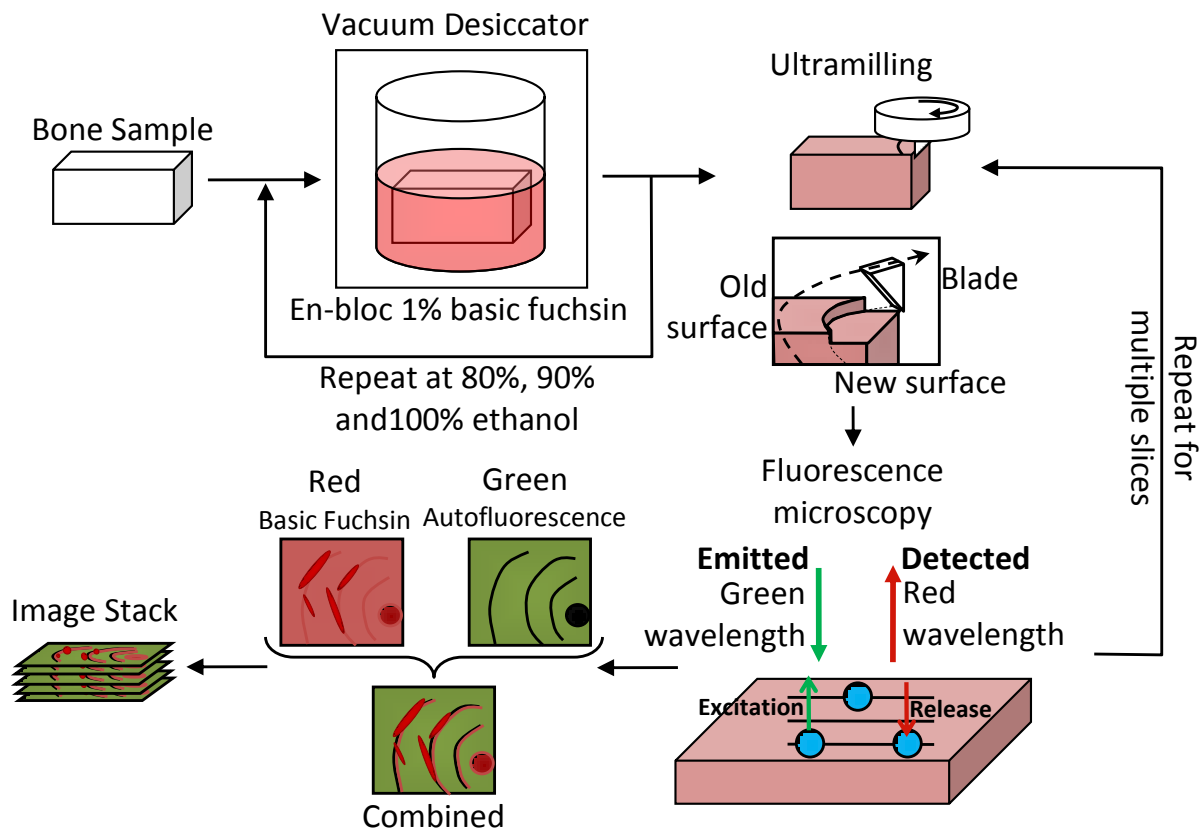 Vacuum Desiccator
Bone Sample
En-bloc 1% basic fuchsin
Repeat at 80%, 90%
and100% ethanol
Ultramilling
Old
surface
Blade
New surface
Repeat for
multiple slices
Fluorescence
microscopy
Emitted
Green
wavelength
Detected
Red
wavelength
Excitation
Release
Red
Basic Fuchsin
Green
Autofluorescence
Combined
Image Stack